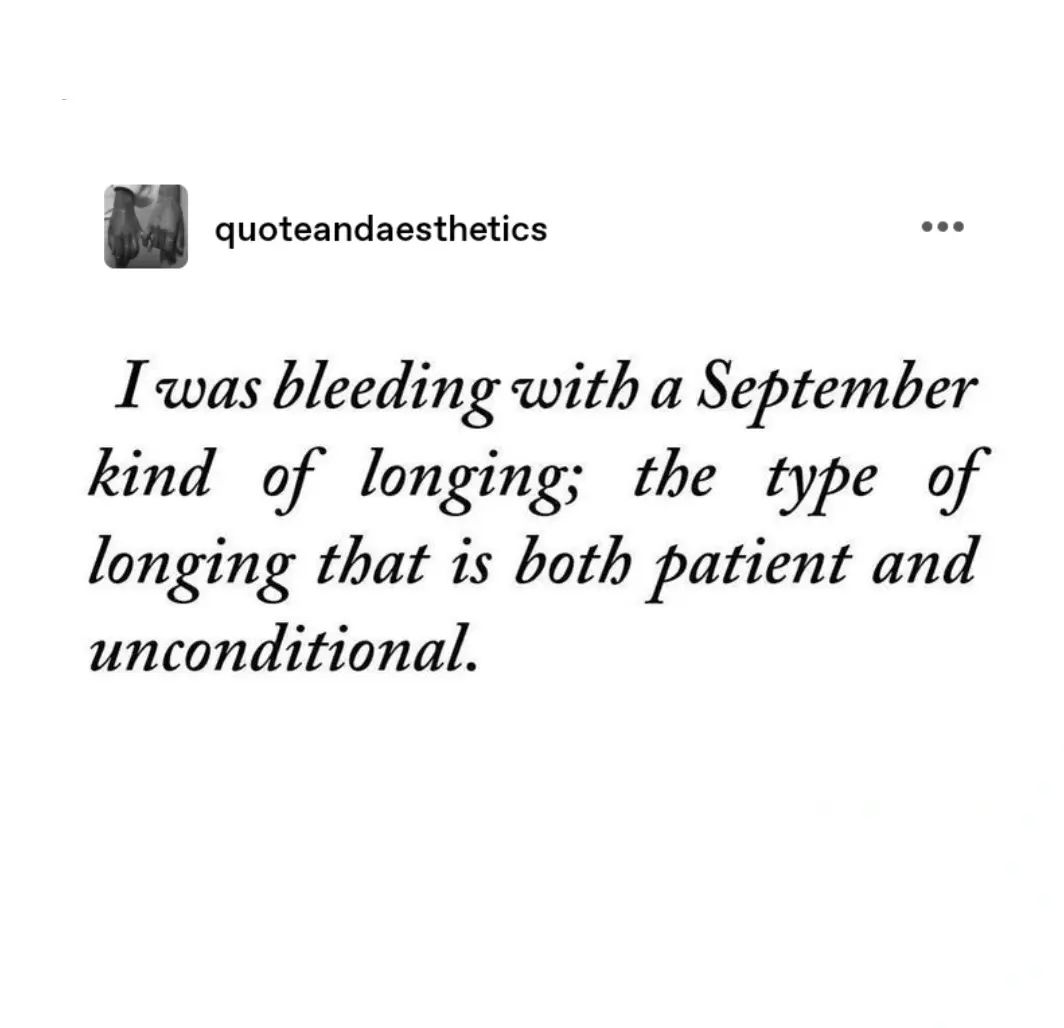 quoteandaesthetics
I was bleeding with a September
kind of longing; the type of
longing that is both patient and
unconditional.